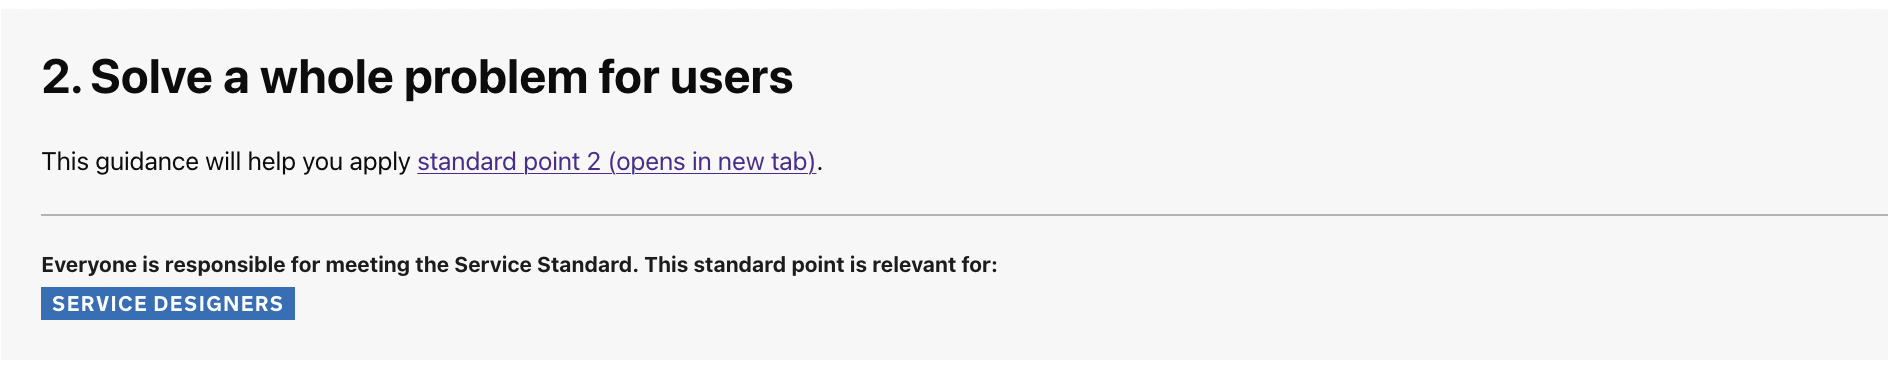 2. Solve a whole problem for users
This guidance will help you apply standard point 2 (opens in new tab).
Everyone is responsible for meeting the Service Standard. This standard point is relevant for:
SERVICE DESIGNERS